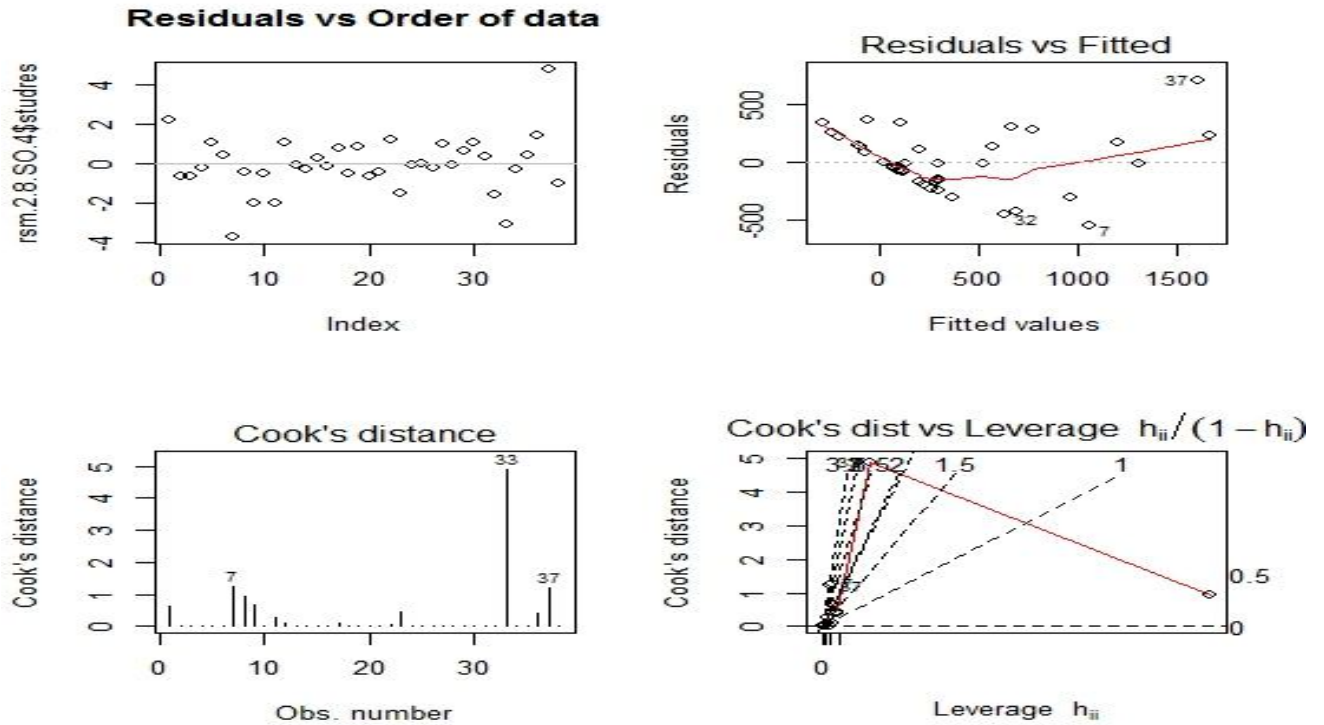 Residuals vs Order of data
rsm.2.8.SO.4$studres
4
2
0
-2
-4
0 10 20 30
Index
Residuals vs Fitted
Residuals
500
0
-500
37
32
7
0 500 1000 1500
Fitted values
Cook's distance
Cook's distance
5
4
3
2
1
0
7
33
37
0 10 20 30
Obs. number
Cook's dist vs Leverage hii/(1 − hii)
Cook's distance
5
4
3
2
1
0
2 1.5 1
0.5
0
0
Leverage hii